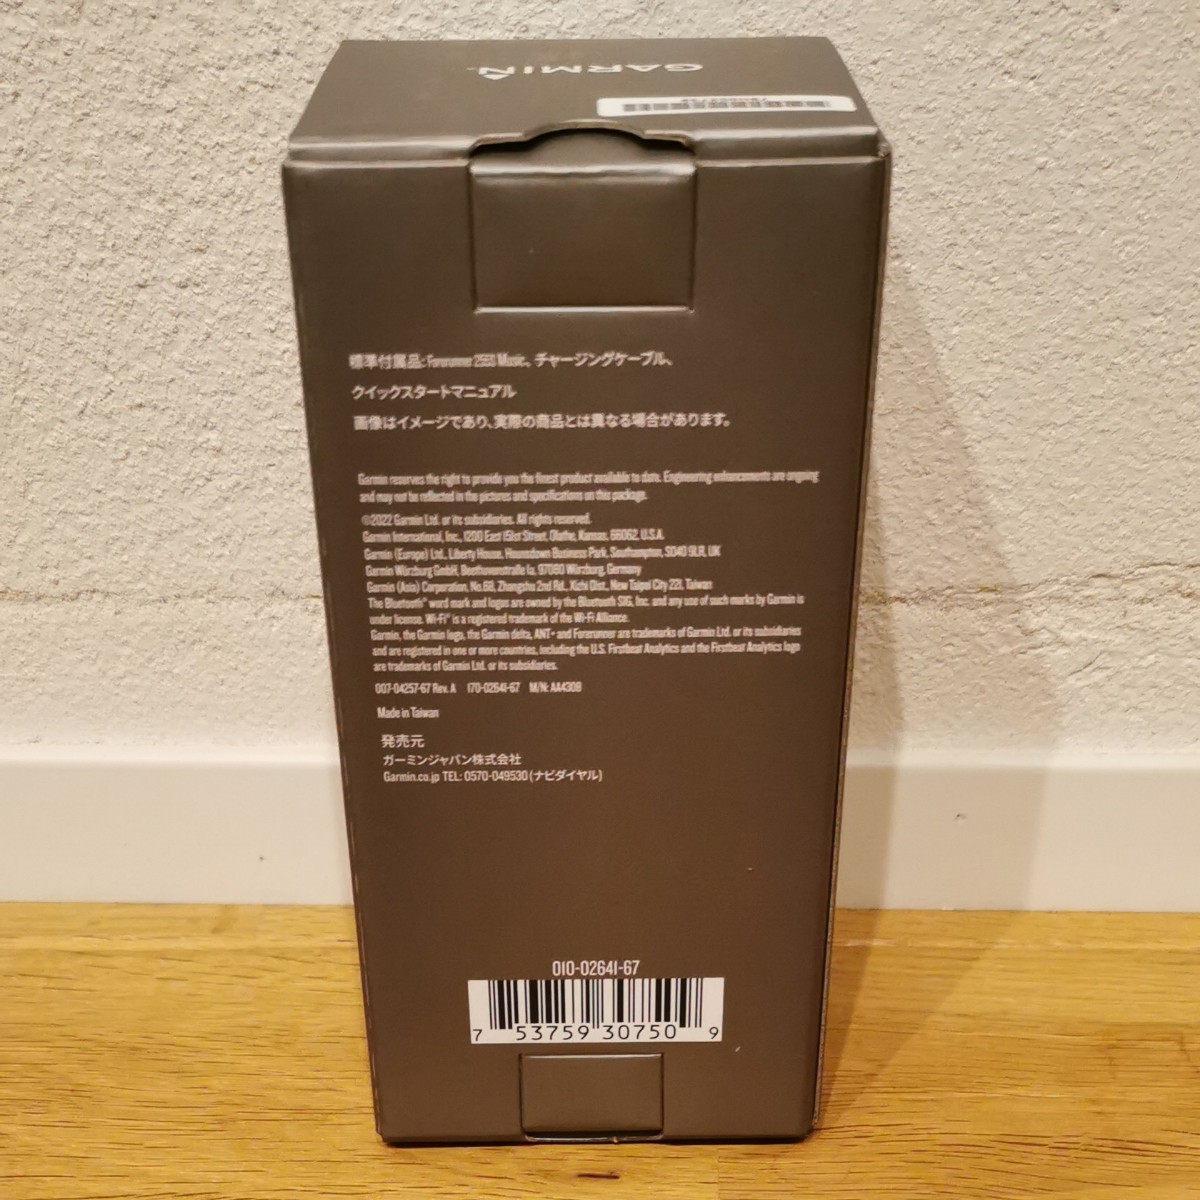 GARMIN
標準付属品: Forerunner 255S Music、チャージングケーブル、
クイックスタートマニュアル
画像はイメージであり、実際の商品とは異なる場合があります。
Garmin reserves the right to provide you the finest product available to date. Engineering enhancements are ongoing
and may not be reflected in the pictures and specifications on this package.
©2022 Garmin Ltd. or its subsidiaries. All rights reserved.
Garmin International, Inc., 1200 East 151st Street, Olathe, Kansas, 66062, U.S.A.
Garmin (Europe) Ltd., Liberty House, Hounsdown Business Park, Southampton, SO40 9LR, UK
Garmin Würzburg GmbH, Beethovenstraße 1a, 97080 Würzburg, Germany
Garmin (Asia) Corporation, No.68, Zhangshu 2nd Rd., Xizhi Dist., New Taipei City 221, Taiwan
The Bluetooth® word mark and logos are owned by the Bluetooth SIG, Inc. and any use of such marks by Garmin is
under license. Wi-Fi® is a registered trademark of the Wi-Fi Alliance.
Garmin, the Garmin logo, the Garmin delta, ANT+ and Forerunner are trademarks of Garmin Ltd. or its subsidiaries
and are registered in one or more countries, including the U.S. Firstbeat Analytics and the Firstbeat Analytics logo
are trademarks of Garmin Ltd. or its subsidiaries.
007-04257-67 Rev. A 170-02641-67 M/N: AA4308
Made in Taiwan
発売元
ガーミンジャパン株式会社
Garmin.co.jp TEL: 0570-049530 (ナビダイヤル)
010-02641-67
7 53759 30750 9